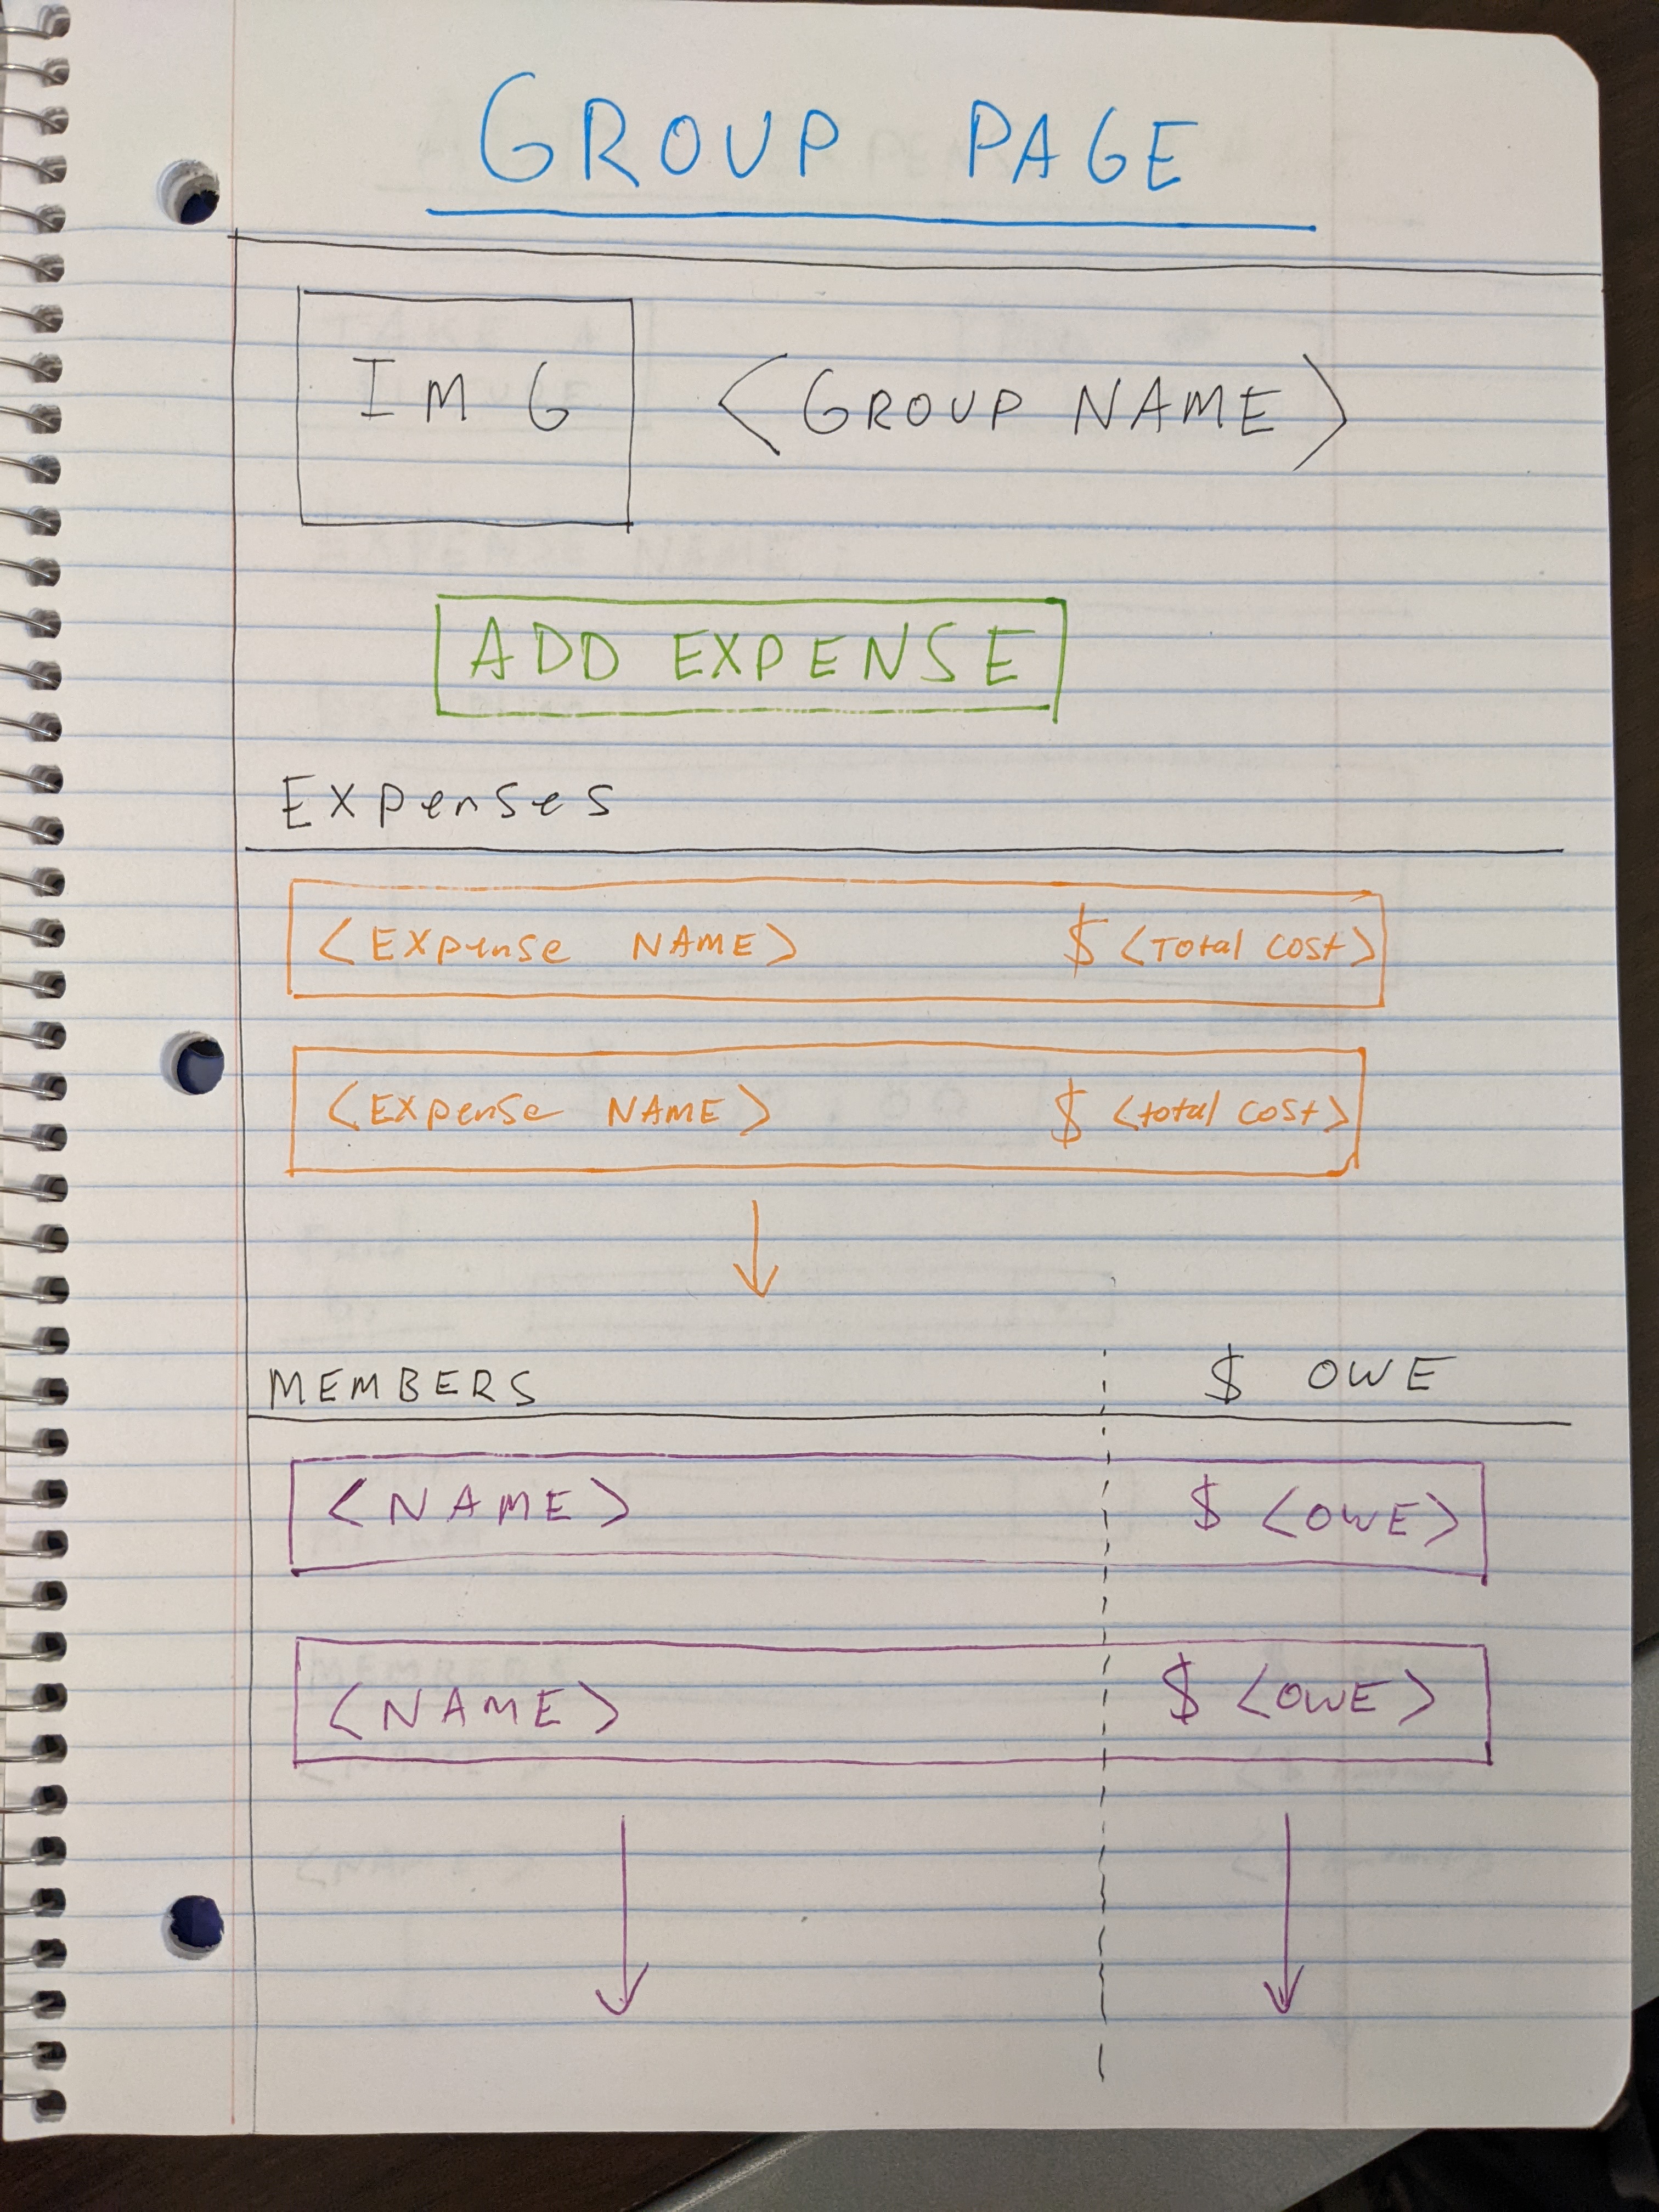 GROUP PAGE
IMG <GROUP NAME>
ADD EXPENSE
Expenses
<Expense NAME> $ <Total cost>
<Expense NAME> $ <total cost>
MEMBERS $ OWE
<NAME> $ <OWE>
<NAME> $ <OWE>